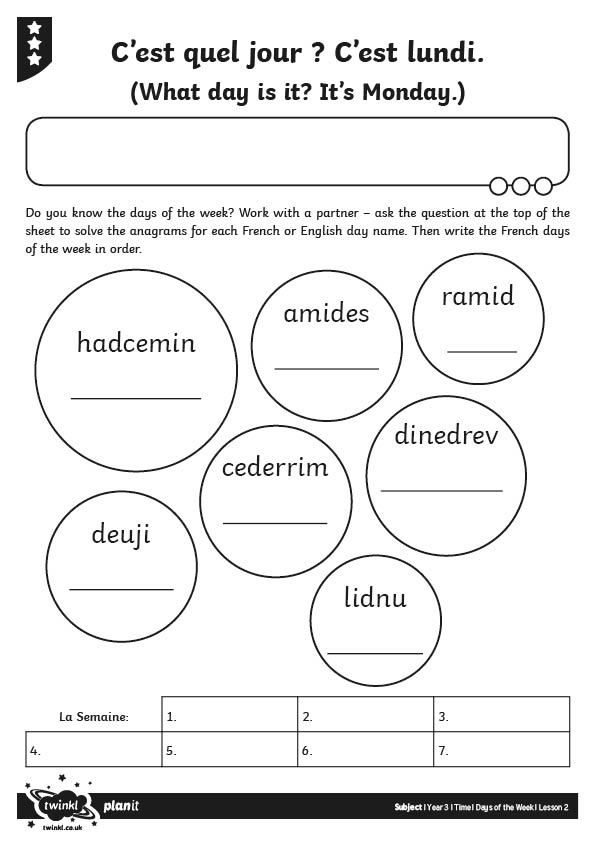 C’est quel jour ? C’est lundi.
(What day is it? It’s Monday.)
Do you know the days of the week? Work with a partner – ask the question at the top of the
sheet to solve the anagrams for each French or English day name. Then write the French days
of the week in order.
hadcemin
amides
ramid
cederrim
dinedrev
deuji
lidnu
La Semaine:
1.
2.
3.
4.
5.
6.
7.
twinkl
planit
twinkl.co.uk
Subject | Year 3 | Time | Days of the Week | Lesson 2